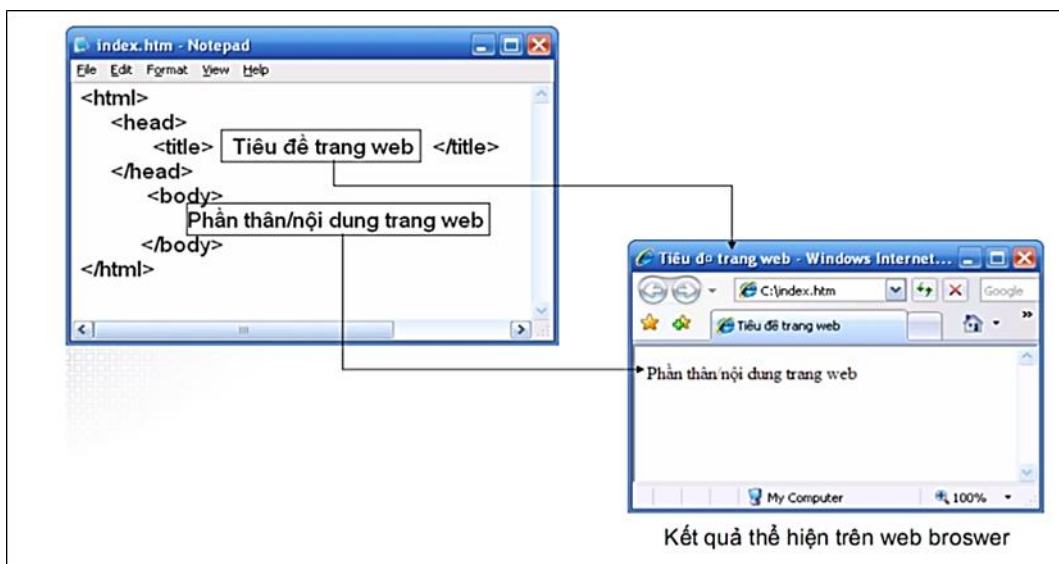 index.htm - Notepad
File Edit Format View Help
<html>
<head>
<title> Tiêu đề trang web </title>
</head>
<body>
Phần thân/nội dung trang web
</body>
</html>
Tiêu đ¤ trang web - Windows Internet...
C:\index.htm
Google
Tiêu đề trang web
Phần thân/nội dung trang web
My Computer
100%
Kết quả thể hiện trên web broswer